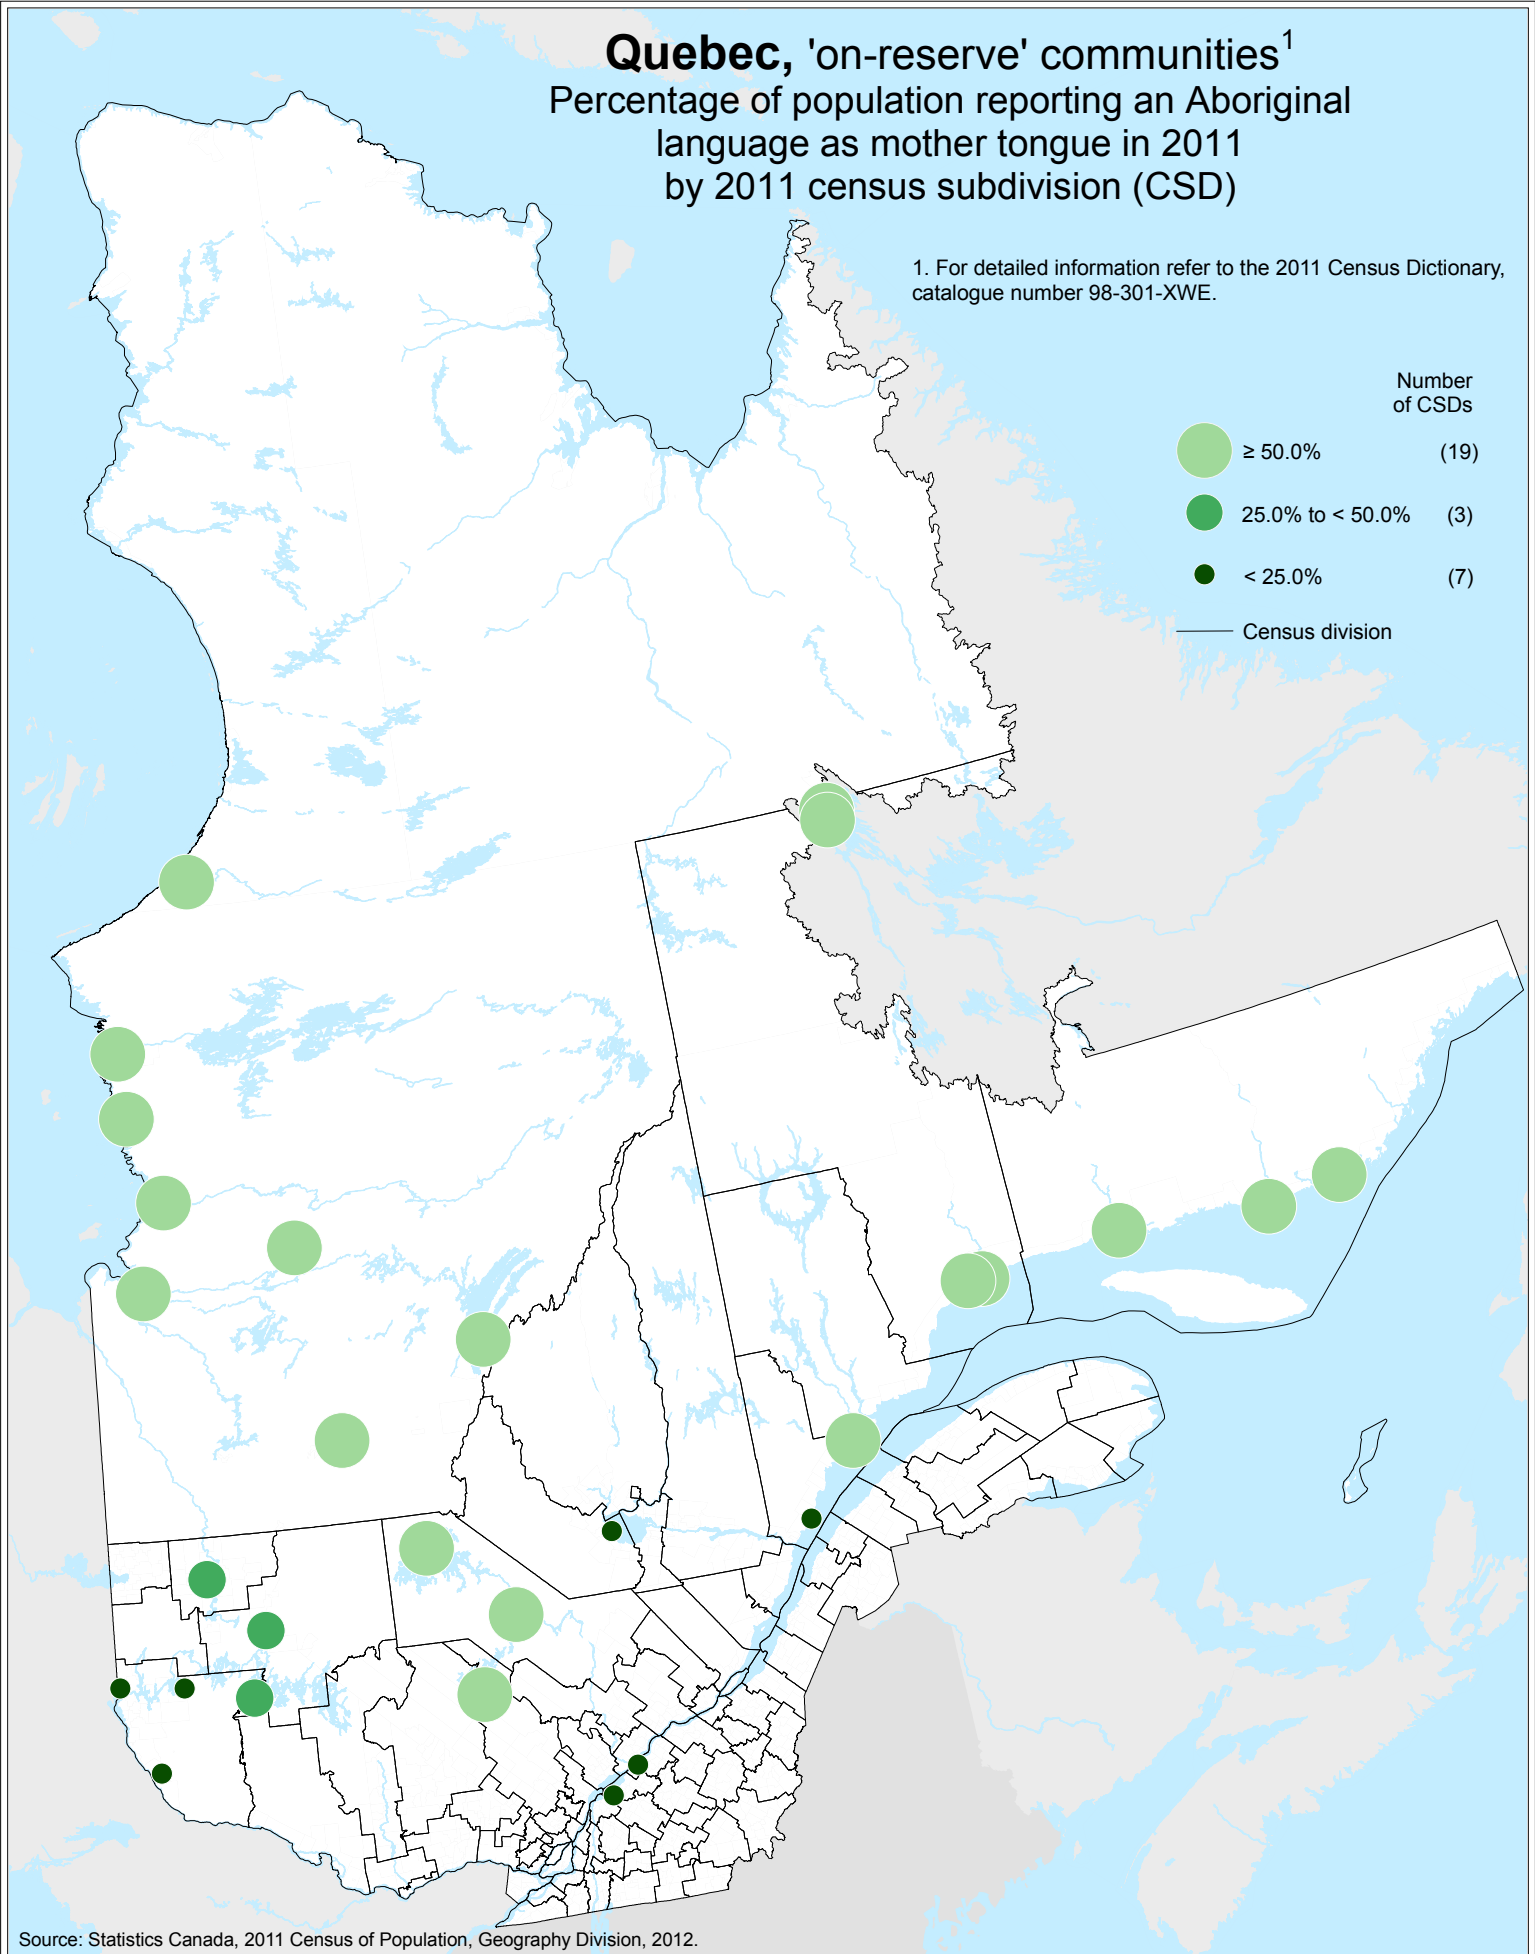 Quebec, 'on-reserve' communities1
Percentage of population reporting an Aboriginal
language as mother tongue in 2011
by 2011 census subdivision (CSD)
1. For detailed information refer to the 2011 Census Dictionary,
catalogue number 98-301-XWE.
Number
of CSDs
≥ 50.0% (19)
25.0% to < 50.0% (3)
< 25.0% (7)
Census division
Source: Statistics Canada, 2011 Census of Population, Geography Division, 2012.